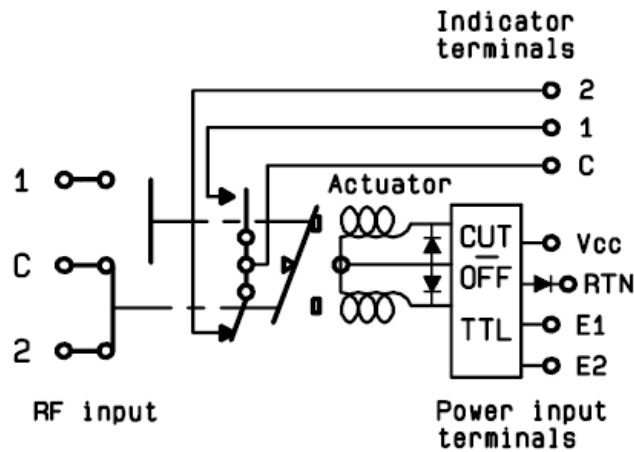 Indicator
terminals
2
1
C
Actuator
1
C
2
CUT
OFF
TTL
Vcc
RTN
E1
E2
RF input
Power input
terminals